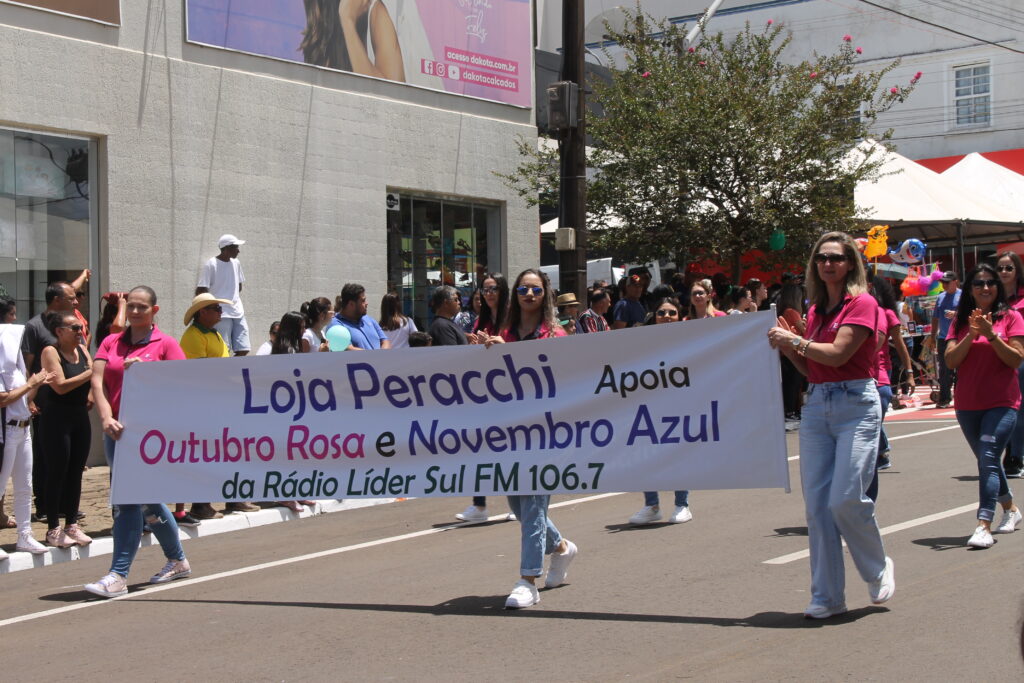 Feliz
acesso dakota.com.br
dakotacalcados
Loja Peracchi Apoia
Outubro Rosa e Novembro Azul
da Rádio Líder Sul FM 106.7